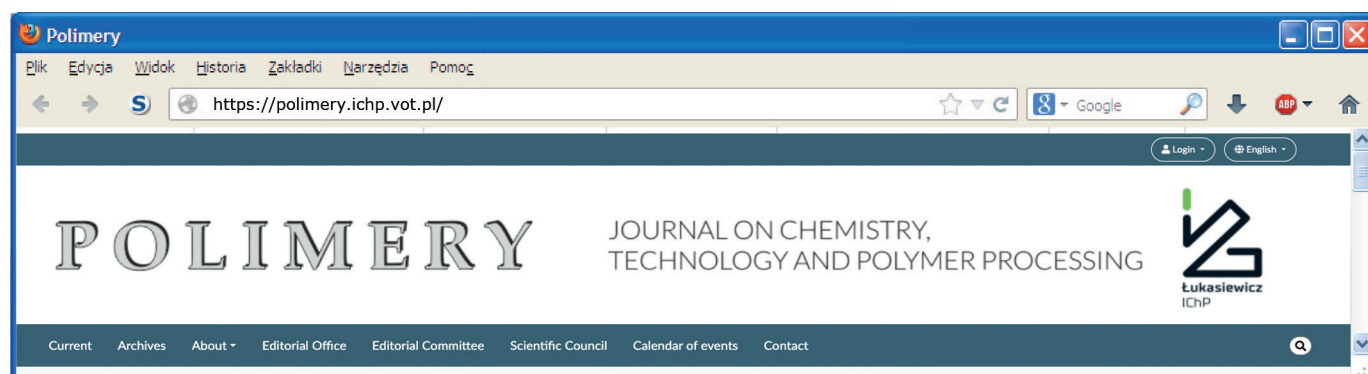 Polimery
Plik Edycja Widok Historia Zakładki Narzędzia Pomoc
S https://polimery.ichp.vot.pl/ 8 Google ABP
Login English
POLIMERY
JOURNAL ON CHEMISTRY,
TECHNOLOGY AND POLYMER PROCESSING
Łukasiewicz
IChP
Current Archives About Editorial Office Editorial Committee Scientific Council Calendar of events Contact